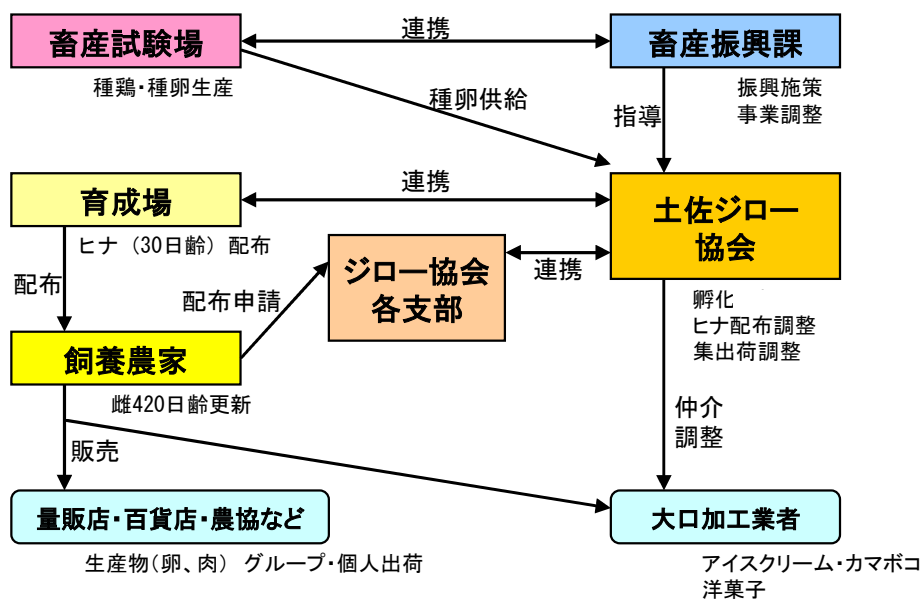 畜産試験場
連携
畜産振興課
種鶏・種卵生産
種卵供給
指導
振興施策
事業調整
育成場
連携
土佐ジロー
協会
ヒナ（30日齢）配布
配布
配布申請
ジロー協会
各支部
連携
孵化
ヒナ配布調整
集出荷調整
飼養農家
雌420日齢更新
販売
仲介
調整
量販店・百貨店・農協など
大口加工業者
生産物（卵、肉） グループ・個人出荷
アイスクリーム・カマボコ
洋菓子